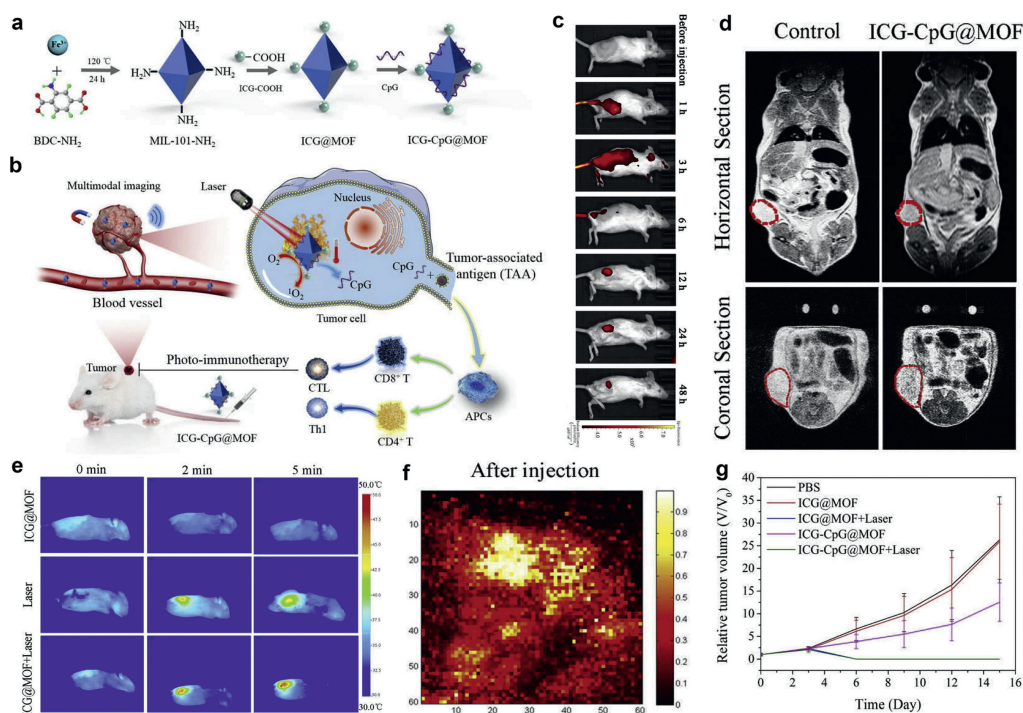 a
Fe³⁺
+
BDC-NH₂
120 ℃
24 h
NH₂
H₂N
NH₂
NH₂
MIL-101-NH₂
COOH
ICG-COOH
ICG@MOF
CpG
ICG-CpG@MOF
b
Multimodal imaging
Blood vessel
Laser
Nucleus
O₂
¹O₂
CpG
CpG
+
Tumor cell
Tumor-associated
antigen (TAA)
Tumor
Photo-immunotherapy
ICG-CpG@MOF
CTL
Th1
CD8⁺ T
CD4⁺ T
APCs
c
Before injection
1 h
3 h
6 h
12 h
24 h
48 h
d
Control
ICG-CpG@MOF
Horizontal Section
Coronal Section
e
0 min
2 min
5 min
ICG@MOF
Laser
CG@MOF+Laser
50.0℃
30.0℃
f
After injection
10
20
30
40
50
60
10
20
30
40
50
60
0.9
0.8
0.7
0.6
0.5
0.4
0.3
0.2
0.1
0
g
Relative tumor volume (V/V₀)
40
35
30
25
20
15
10
5
0
PBS
ICG@MOF
ICG@MOF+Laser
ICG-CpG@MOF
ICG-CpG@MOF+Laser
0
2
4
6
8
10
12
14
16
Time (Day)